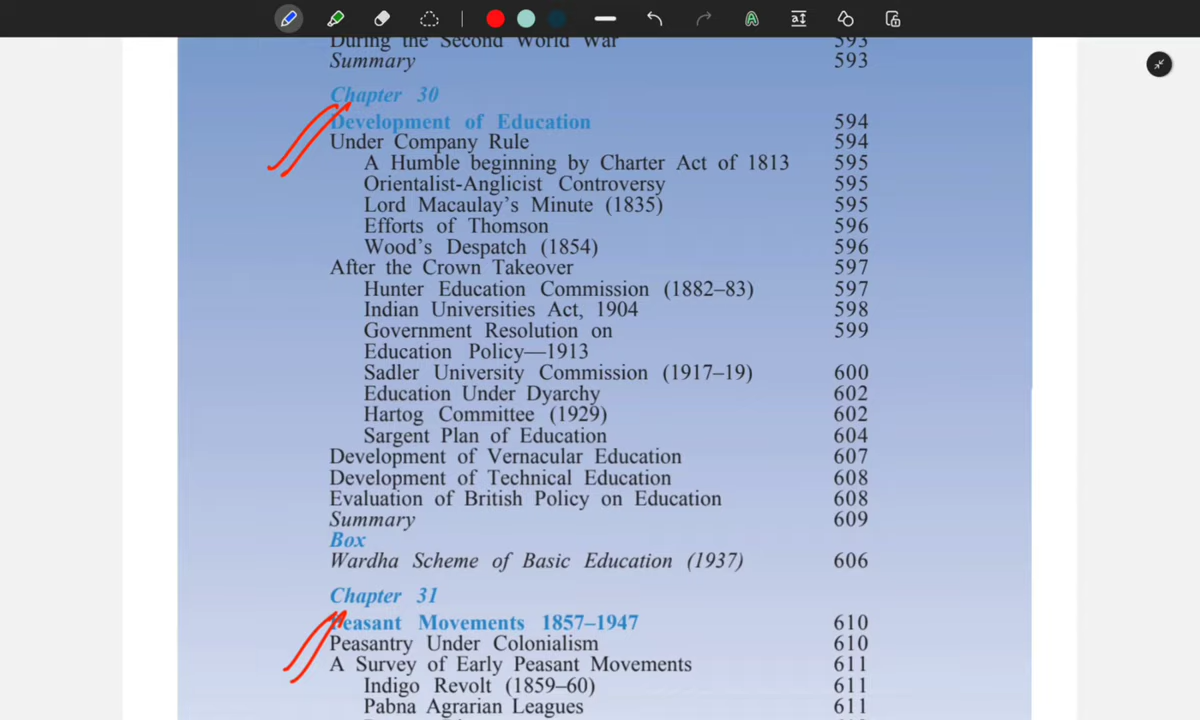 During the Second World War 593
Summary 593
Chapter 30
Development of Education 594
Under Company Rule 594
A Humble beginning by Charter Act of 1813 595
Orientalist-Anglicist Controversy 595
Lord Macaulay's Minute (1835) 595
Efforts of Thomson 596
Wood's Despatch (1854) 596
After the Crown Takeover 597
Hunter Education Commission (1882–83) 597
Indian Universities Act, 1904 598
Government Resolution on 599
Education Policy—1913
Sadler University Commission (1917–19) 600
Education Under Dyarchy 602
Hartog Committee (1929) 602
Sargent Plan of Education 604
Development of Vernacular Education 607
Development of Technical Education 608
Evaluation of British Policy on Education 608
Summary 609
Box
Wardha Scheme of Basic Education (1937) 606
Chapter 31
Peasant Movements 1857–1947 610
Peasantry Under Colonialism 610
A Survey of Early Peasant Movements 611
Indigo Revolt (1859–60) 611
Pabna Agrarian Leagues 611